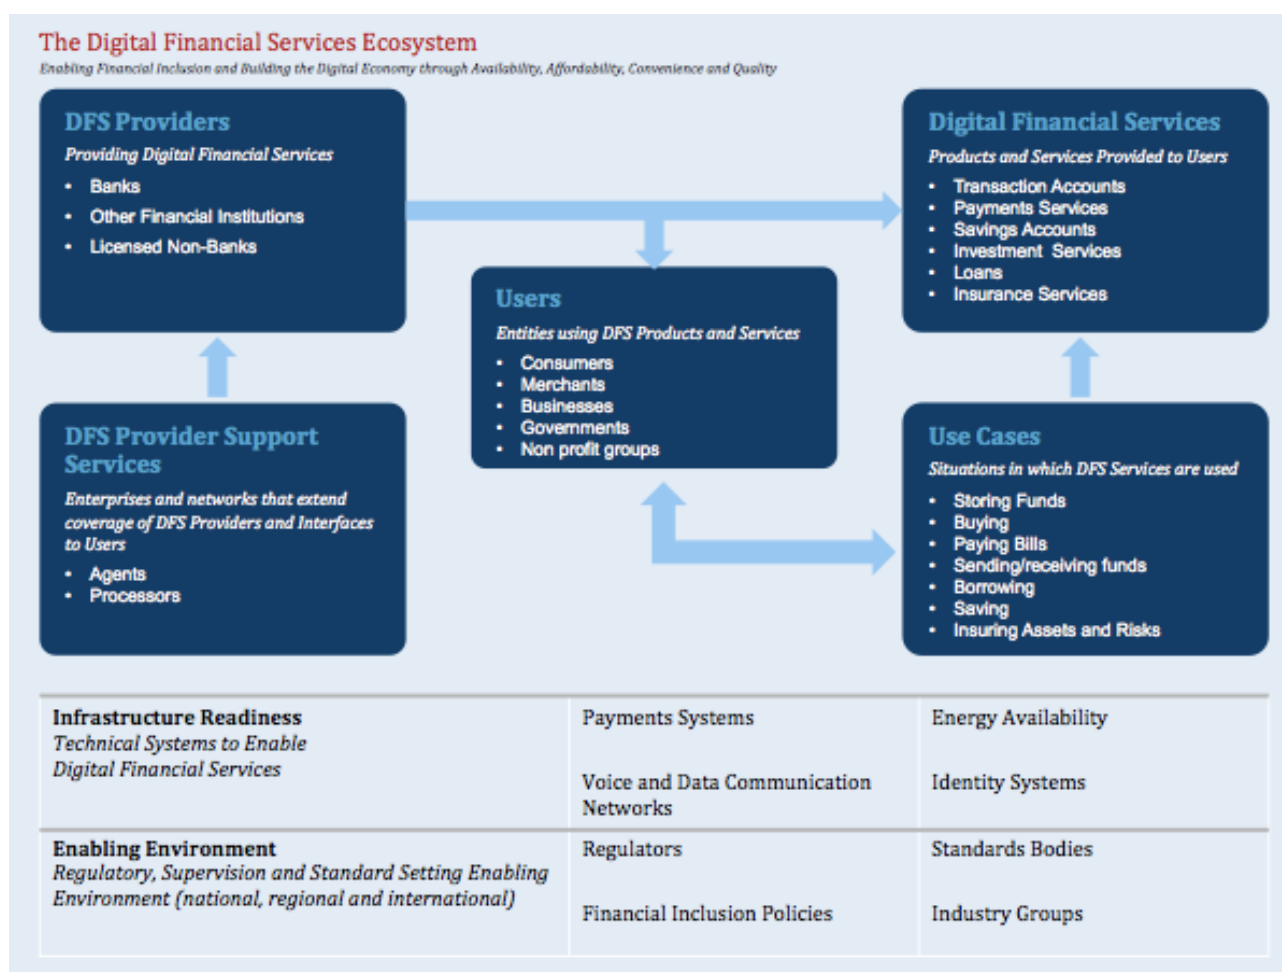 The Digital Financial Services Ecosystem
Enabling Financial Inclusion and Building the Digital Economy through Availability, Affordability, Convenience and Quality
DFS Providers
Providing Digital Financial Services
• Banks
• Other Financial Institutions
• Licensed Non-Banks
Digital Financial Services
Products and Services Provided to Users
• Transaction Accounts
• Payments Services
• Savings Accounts
• Investment Services
• Loans
• Insurance Services
Users
Entities using DFS Products and Services
• Consumers
• Merchants
• Businesses
• Governments
• Non profit groups
DFS Provider Support
Services
Enterprises and networks that extend
coverage of DFS Providers and Interfaces
to Users
• Agents
• Processors
Use Cases
Situations in which DFS Services are used
• Storing Funds
• Buying
• Paying Bills
• Sending/receiving funds
• Borrowing
• Saving
• Insuring Assets and Risks
Infrastructure Readiness
Technical Systems to Enable
Digital Financial Services
Payments Systems
Energy Availability
Voice and Data Communication
Networks
Identity Systems
Enabling Environment
Regulatory, Supervision and Standard Setting Enabling
Environment (national, regional and international)
Regulators
Standards Bodies
Financial Inclusion Policies
Industry Groups